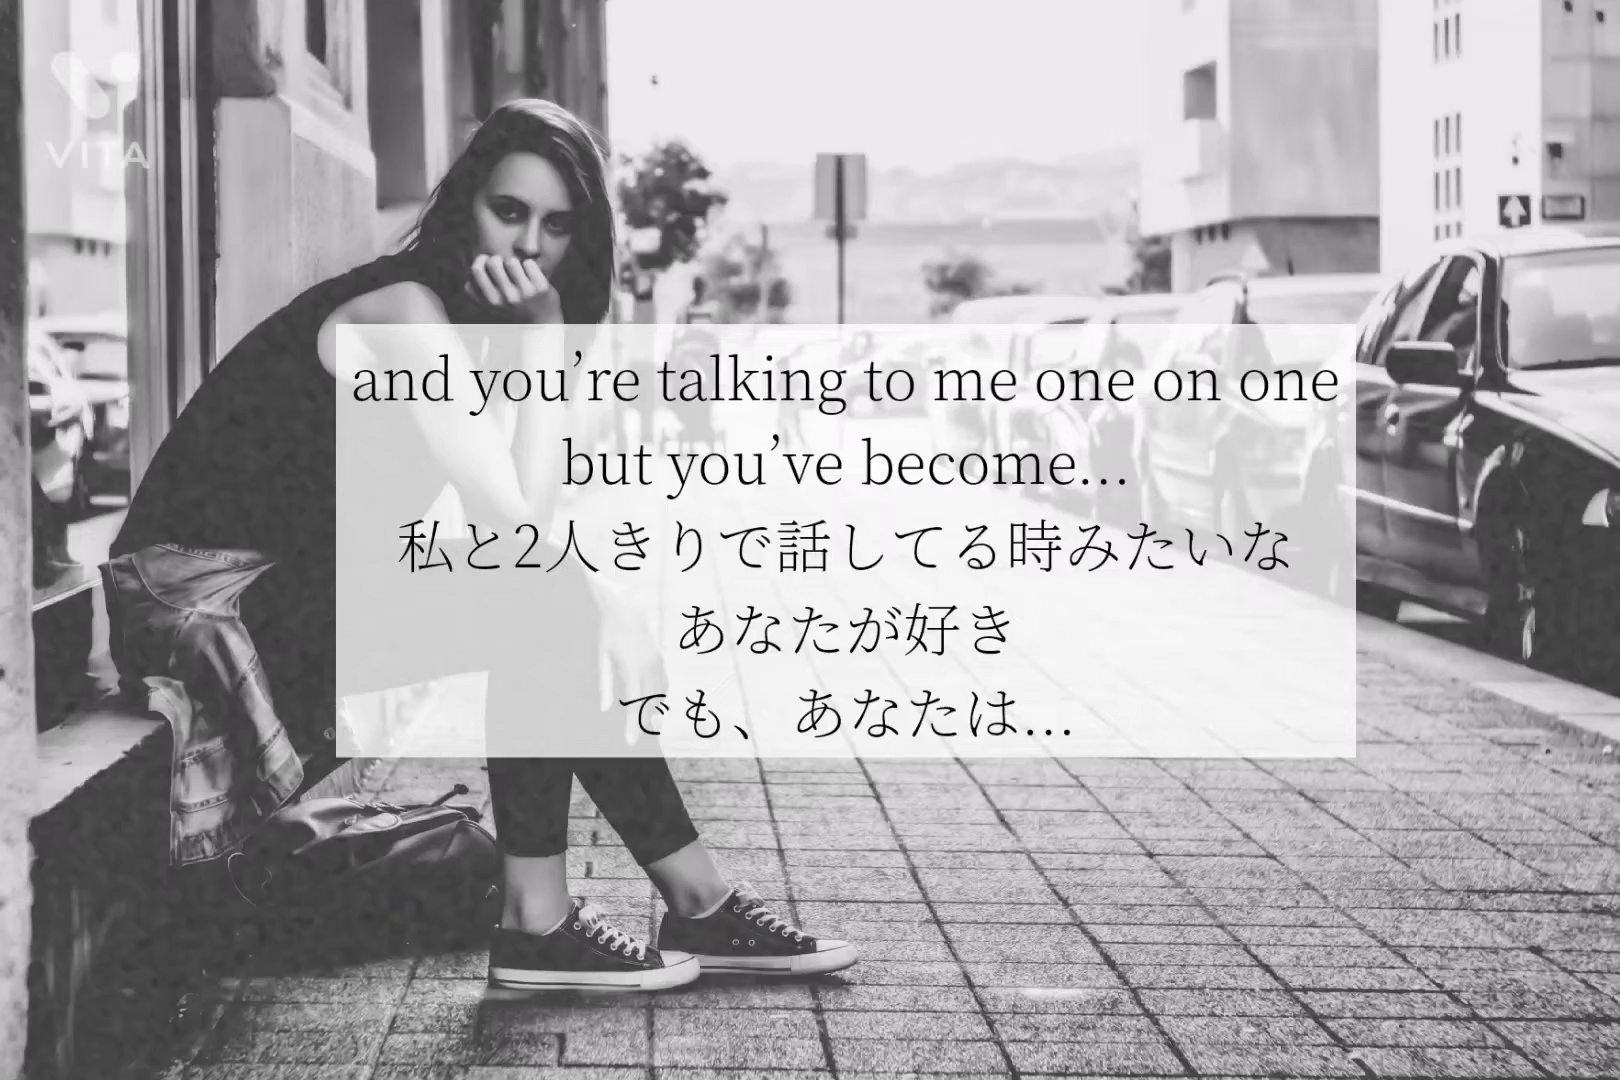 VITA
and you’re talking to me one on one
but you’ve become...
私と2人きりで話してる時みたいな
あなたが好き
でも、あなたは...